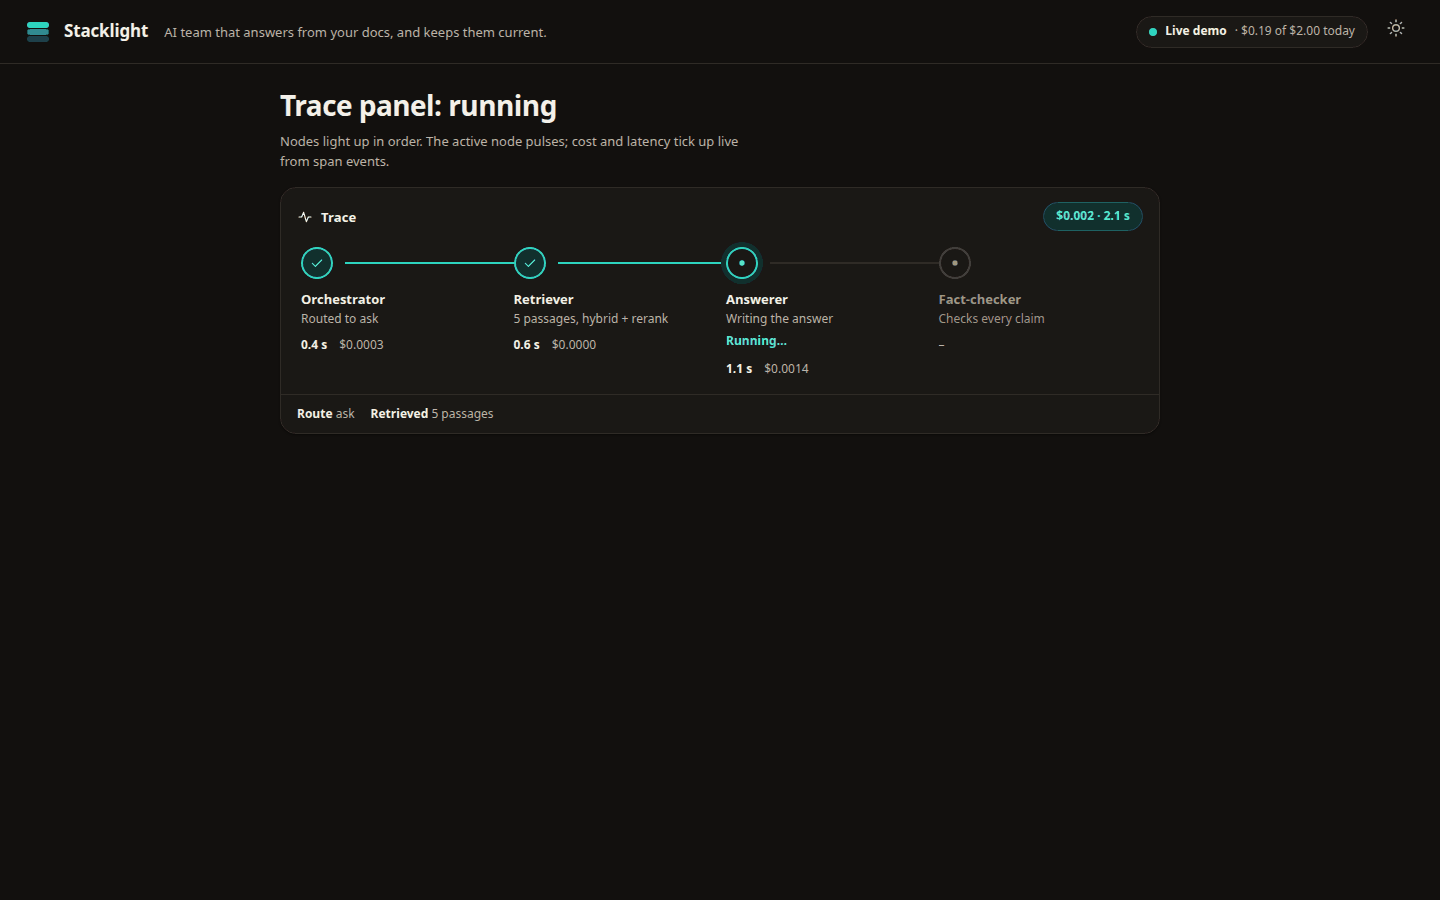 Stacklight AI team that answers from your docs, and keeps them current.
Live demo · $0.19 of $2.00 today
Trace panel: running
Nodes light up in order. The active node pulses; cost and latency tick up live
from span events.
Trace
$0.002 · 2.1 s
Orchestrator
Routed to ask
0.4 s $0.0003
Retriever
5 passages, hybrid + rerank
0.6 s $0.0000
Answerer
Writing the answer
Running...
1.1 s $0.0014
Fact-checker
Checks every claim
–
Route ask Retrieved 5 passages